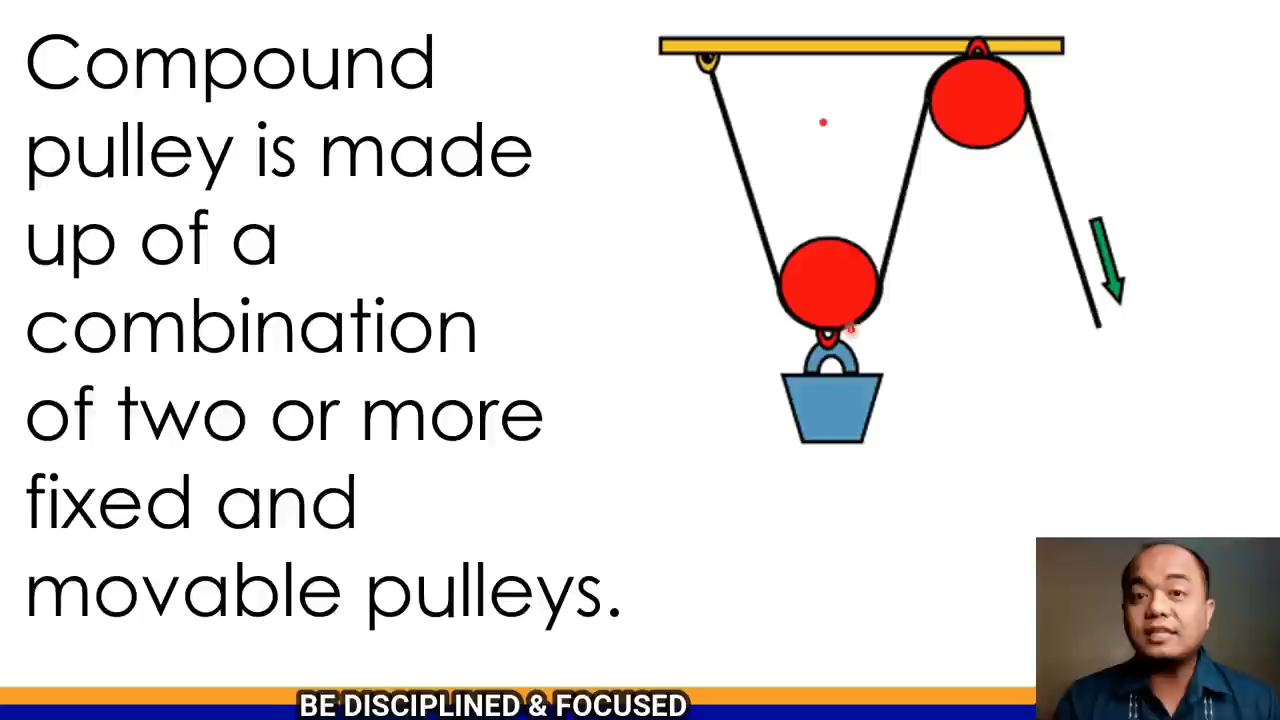 Compound
pulley is made
up of a
combination
of two or more
fixed and
movable pulleys.
BE DISCIPLINED & FOCUSED